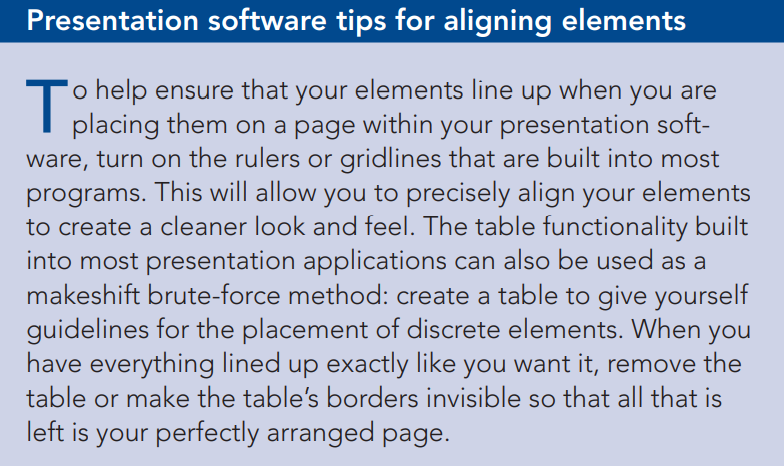 Presentation software tips for aligning elements
To help ensure that your elements line up when you are
placing them on a page within your presentation soft-
ware, turn on the rulers or gridlines that are built into most
programs. This will allow you to precisely align your elements
to create a cleaner look and feel. The table functionality built
into most presentation applications can also be used as a
makeshift brute-force method: create a table to give yourself
guidelines for the placement of discrete elements. When you
have everything lined up exactly like you want it, remove the
table or make the table’s borders invisible so that all that is
left is your perfectly arranged page.